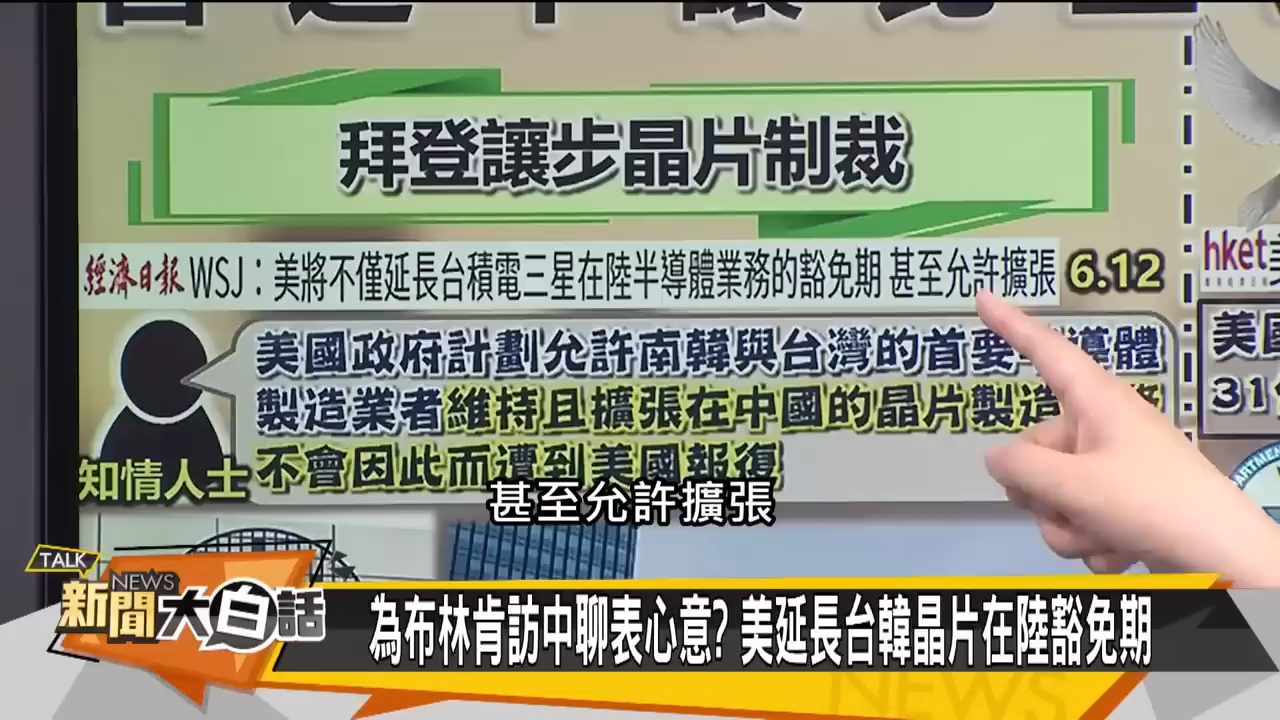 拜登讓步晶片制裁
經濟日報 WSJ：美將不僅延長台積電三星在陸半導體業務的豁免期 甚至允許擴張 6.12
hket
美國政府計劃允許南韓與台灣的首要半導體
製造業者維持且擴張在中國的晶片製造
不會因此而遭到美國報復
知情人士
美國
31
甚至允許擴張
TALK
NEWS
新聞大白話
為布林肯訪中聊表心意? 美延長台韓晶片在陸豁免期
NEWS